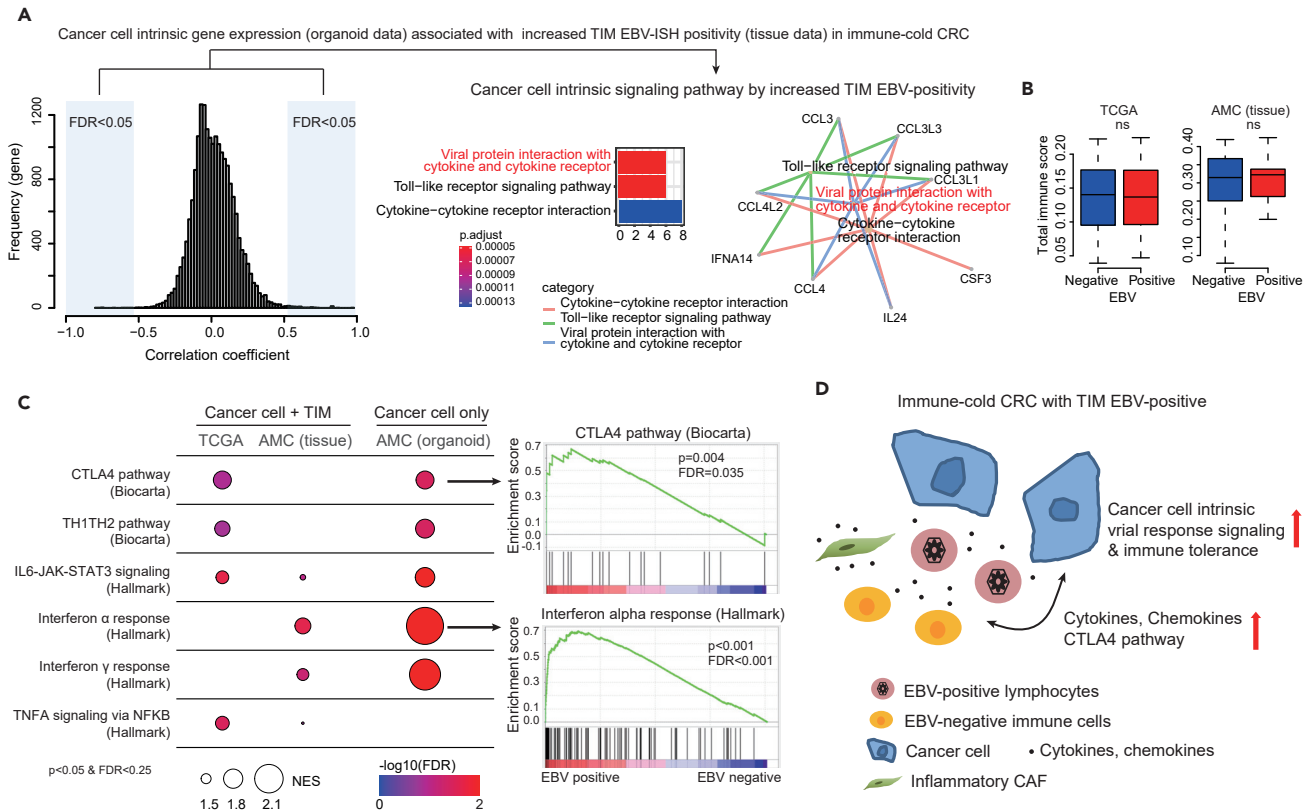 A
Cancer cell intrinsic gene expression (organoid data) associated with increased TIM EBV-ISH positivity (tissue data) in immune-cold CRC
FDR<0.05
FDR<0.05
Frequency (gene)
1200
800
400
0
−1.0
−0.5
0.0
0.5
1.0
Correlation coefficient
Cancer cell intrinsic signaling pathway by increased TIM EBV-positivity
Viral protein interaction with
cytokine and cytokine receptor
Toll−like receptor signaling pathway
Cytokine−cytokine receptor interaction
0 2 4 6 8
p.adjust
0.00005
0.00007
0.00009
0.00011
0.00013
CCL3
CCL3L3
Toll−like receptor signaling pathway
CCL3L1
Viral protein interaction with
cytokine and cytokine receptor
CCL4L2
Cytokine−cytokine
receptor interaction
IFNA14
CCL4
CSF3
IL24
category
Cytokine−cytokine receptor interaction
Toll−like receptor signaling pathway
Viral protein interaction with
cytokine and cytokine receptor
B
TCGA
ns
AMC (tissue)
ns
Total immune score
0.20
0.15
0.10
0.05
0.40
0.30
0.20
0.10
Negative Positive
EBV
Negative Positive
EBV
C
Cancer cell + TIM
Cancer cell only
TCGA
AMC (tissue)
AMC (organoid)
CTLA4 pathway
(Biocarta)
TH1TH2 pathway
(Biocarta)
IL6-JAK-STAT3 signaling
(Hallmark)
Interferon α response
(Hallmark)
Interferon γ response
(Hallmark)
TNFA signaling via NFKB
(Hallmark)
p<0.05 & FDR<0.25
NES
1.5 1.8 2.1
-log10(FDR)
0 2
CTLA4 pathway (Biocarta)
Enrichment score
0.7
0.5
0.3
0.1
0.0
-0.1
p=0.004
FDR=0.035
Interferon alpha response (Hallmark)
Enrichment score
0.7
0.5
0.3
0.1
0.0
p<0.001
FDR<0.001
EBV positive
EBV negative
D
Immune-cold CRC with TIM EBV-positive
Cancer cell intrinsic
vrial response signaling
& immune tolerance
Cytokines, Chemokines
CTLA4 pathway
EBV-positive lymphocytes
EBV-negative immune cells
Cancer cell
Cytokines, chemokines
Inflammatory CAF